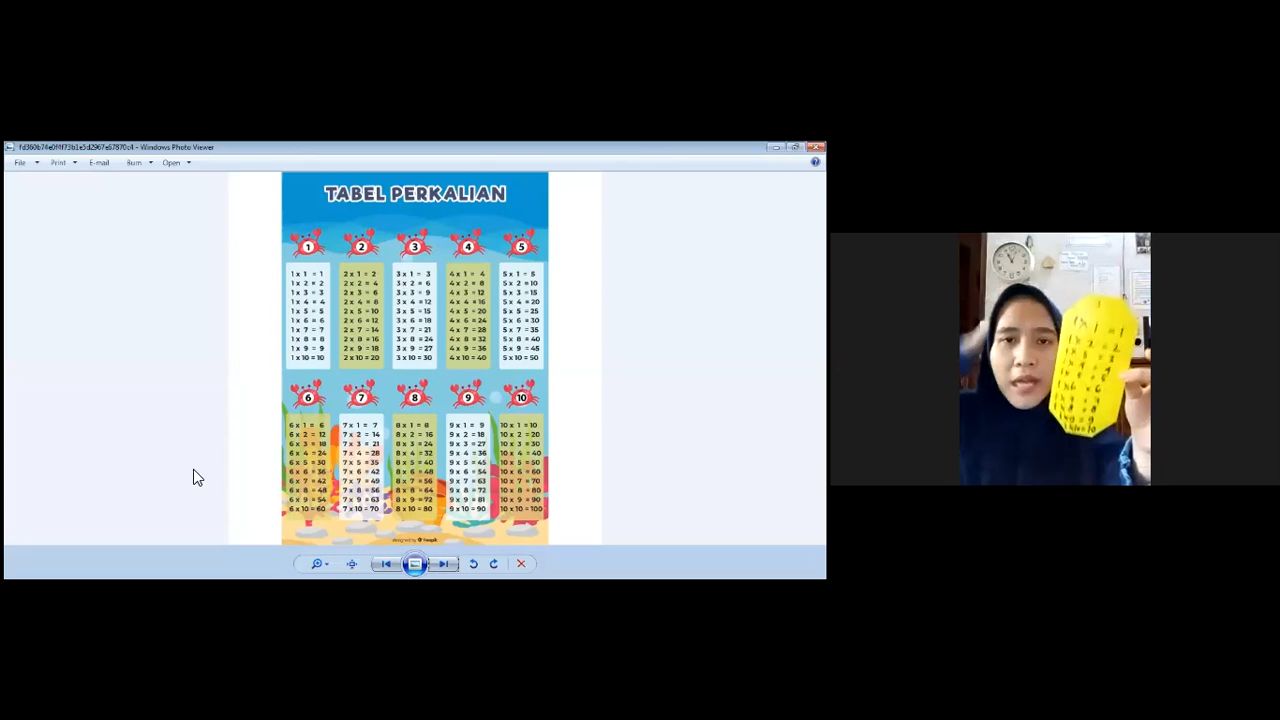 fd360b74e0f4f73b1e5d2967e67870c4 - Windows Photo Viewer
File Print E-mail Burn Open
TABEL PERKALIAN
1 2 3 4 5
1 x 1 = 1 2 x 1 = 2 3 x 1 = 3 4 x 1 = 4 5 x 1 = 5
1 x 2 = 2 2 x 2 = 4 3 x 2 = 6 4 x 2 = 8 5 x 2 = 10
1 x 3 = 3 2 x 3 = 6 3 x 3 = 9 4 x 3 = 12 5 x 3 = 15
1 x 4 = 4 2 x 4 = 8 3 x 4 = 12 4 x 4 = 16 5 x 4 = 20
1 x 5 = 5 2 x 5 = 10 3 x 5 = 15 4 x 5 = 20 5 x 5 = 25
1 x 6 = 6 2 x 6 = 12 3 x 6 = 18 4 x 6 = 24 5 x 6 = 30
1 x 7 = 7 2 x 7 = 14 3 x 7 = 21 4 x 7 = 28 5 x 7 = 35
1 x 8 = 8 2 x 8 = 16 3 x 8 = 24 4 x 8 = 32 5 x 8 = 40
1 x 9 = 9 2 x 9 = 18 3 x 9 = 27 4 x 9 = 36 5 x 9 = 45
1 x 10 = 10 2 x 10 = 20 3 x 10 = 30 4 x 10 = 40 5 x 10 = 50
6 7 8 9 10
6 x 1 = 6 7 x 1 = 7 8 x 1 = 8 9 x 1 = 9 10 x 1 = 10
6 x 2 = 12 7 x 2 = 14 8 x 2 = 16 9 x 2 = 18 10 x 2 = 20
6 x 3 = 18 7 x 3 = 21 8 x 3 = 24 9 x 3 = 27 10 x 3 = 30
6 x 4 = 24 7 x 4 = 28 8 x 4 = 32 9 x 4 = 36 10 x 4 = 40
6 x 5 = 30 7 x 5 = 35 8 x 5 = 40 9 x 5 = 45 10 x 5 = 50
6 x 6 = 36 7 x 6 = 42 8 x 6 = 48 9 x 6 = 54 10 x 6 = 60
6 x 7 = 42 7 x 7 = 49 8 x 7 = 56 9 x 7 = 63 10 x 7 = 70
6 x 8 = 48 7 x 8 = 56 8 x 8 = 64 9 x 8 = 72 10 x 8 = 80
6 x 9 = 54 7 x 9 = 63 8 x 9 = 72 9 x 9 = 81 10 x 9 = 90
6 x 10 = 60 7 x 10 = 70 8 x 10 = 80 9 x 10 = 90 10 x 10 = 100
designed by freepik
1
1 x 1 = 1
1 x 2 = 2